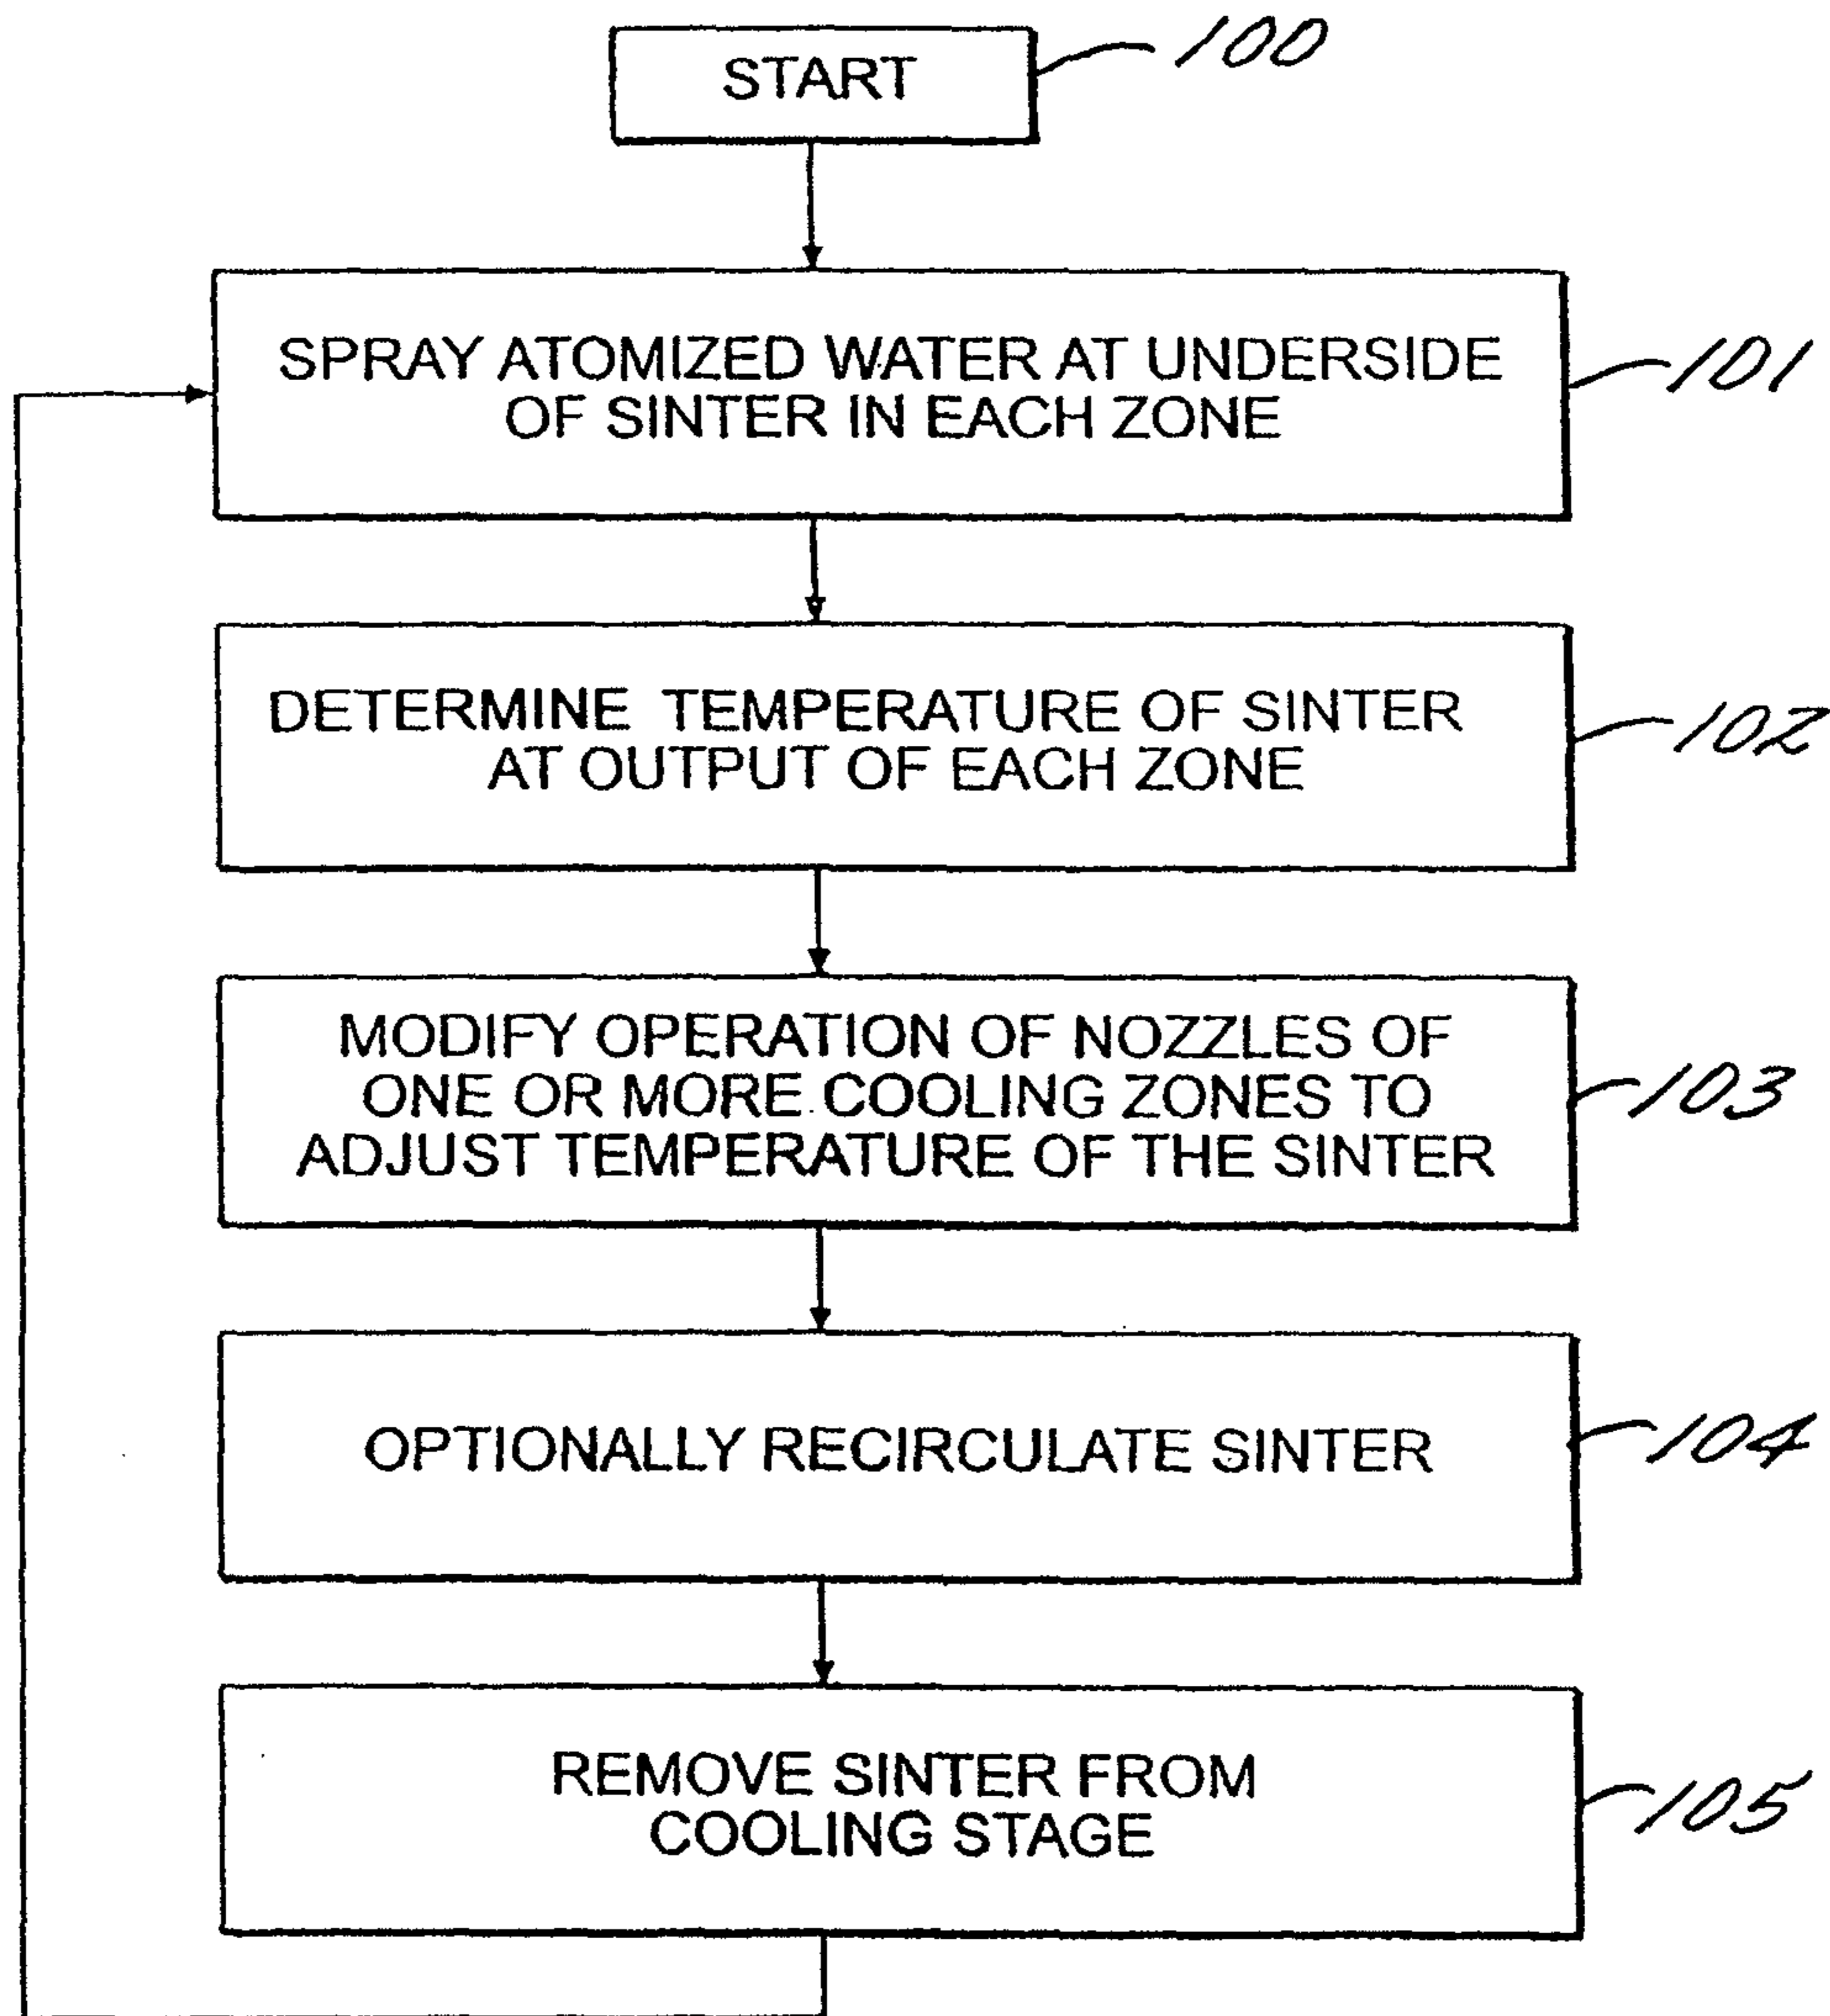 START
100
SPRAY ATOMIZED WATER AT UNDERSIDE
OF SINTER IN EACH ZONE
101
DETERMINE TEMPERATURE OF SINTER
AT OUTPUT OF EACH ZONE
102
MODIFY OPERATION OF NOZZLES OF
ONE OR MORE COOLING ZONES TO
ADJUST TEMPERATURE OF THE SINTER
103
OPTIONALLY RECIRCULATE SINTER
104
REMOVE SINTER FROM
COOLING STAGE
105